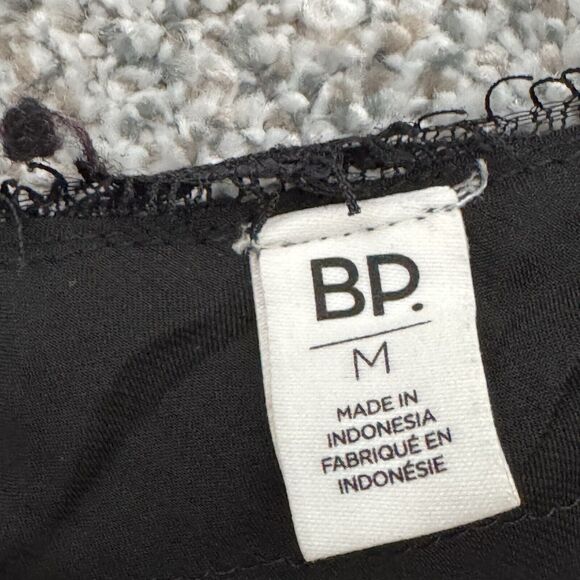 BP.
M
MADE IN
INDONESIA
FABRIQUÉ EN
INDONÉSIE